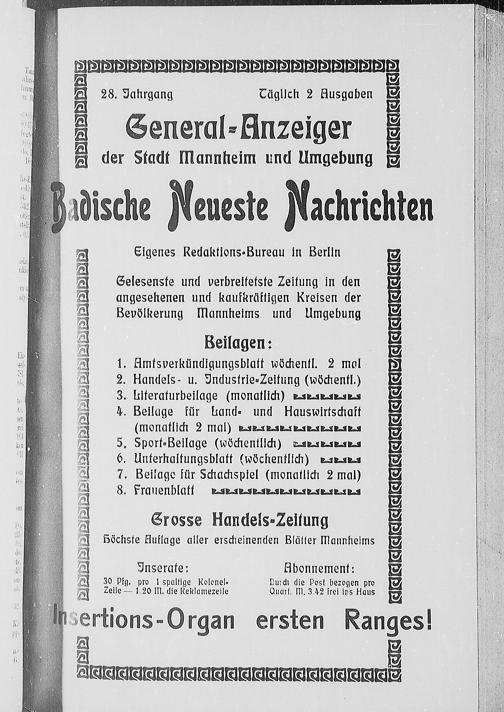 28. Jahrgang Täglich 2 Ausgaben
General-Anzeiger
der Stadt Mannheim und Umgebung
Badische Neueste Nachrichten
Eigenes Redaktions-Bureau in Berlin
Gelesenste und verbreitetste Zeitung in den
angesehenen und kaufkräftigen Kreisen der
Bevölkerung Mannheims und Umgebung
Beilagen:
1. Amtsverkündigungsblatt wöchentl. 2 mal
2. Handels- u. Industrie-Zeitung (wöchentl.)
3. Literaturbeilage (monatlich)
4. Beilage für Land- und Hauswirtschaft
(monatlich 2 mal)
5. Sport-Beilage (wöchentlich)
6. Unterhaltungsblatt (wöchentlich)
7. Beilage für Schachspiel (monatlich 2 mal)
8. Frauenblatt
Grosse Handels-Zeitung
Höchste Auflage aller erscheinenden Blätter Mannheims
Inserate:
30 Pfg. pro 1 spaltige Kolonel-
Zeile — 1.20 M. die Reklamezeile
Abonnement:
Durch die Post bezogen pro
Quart. M. 3.42 frei ins Haus
Insertions-Organ ersten Ranges!